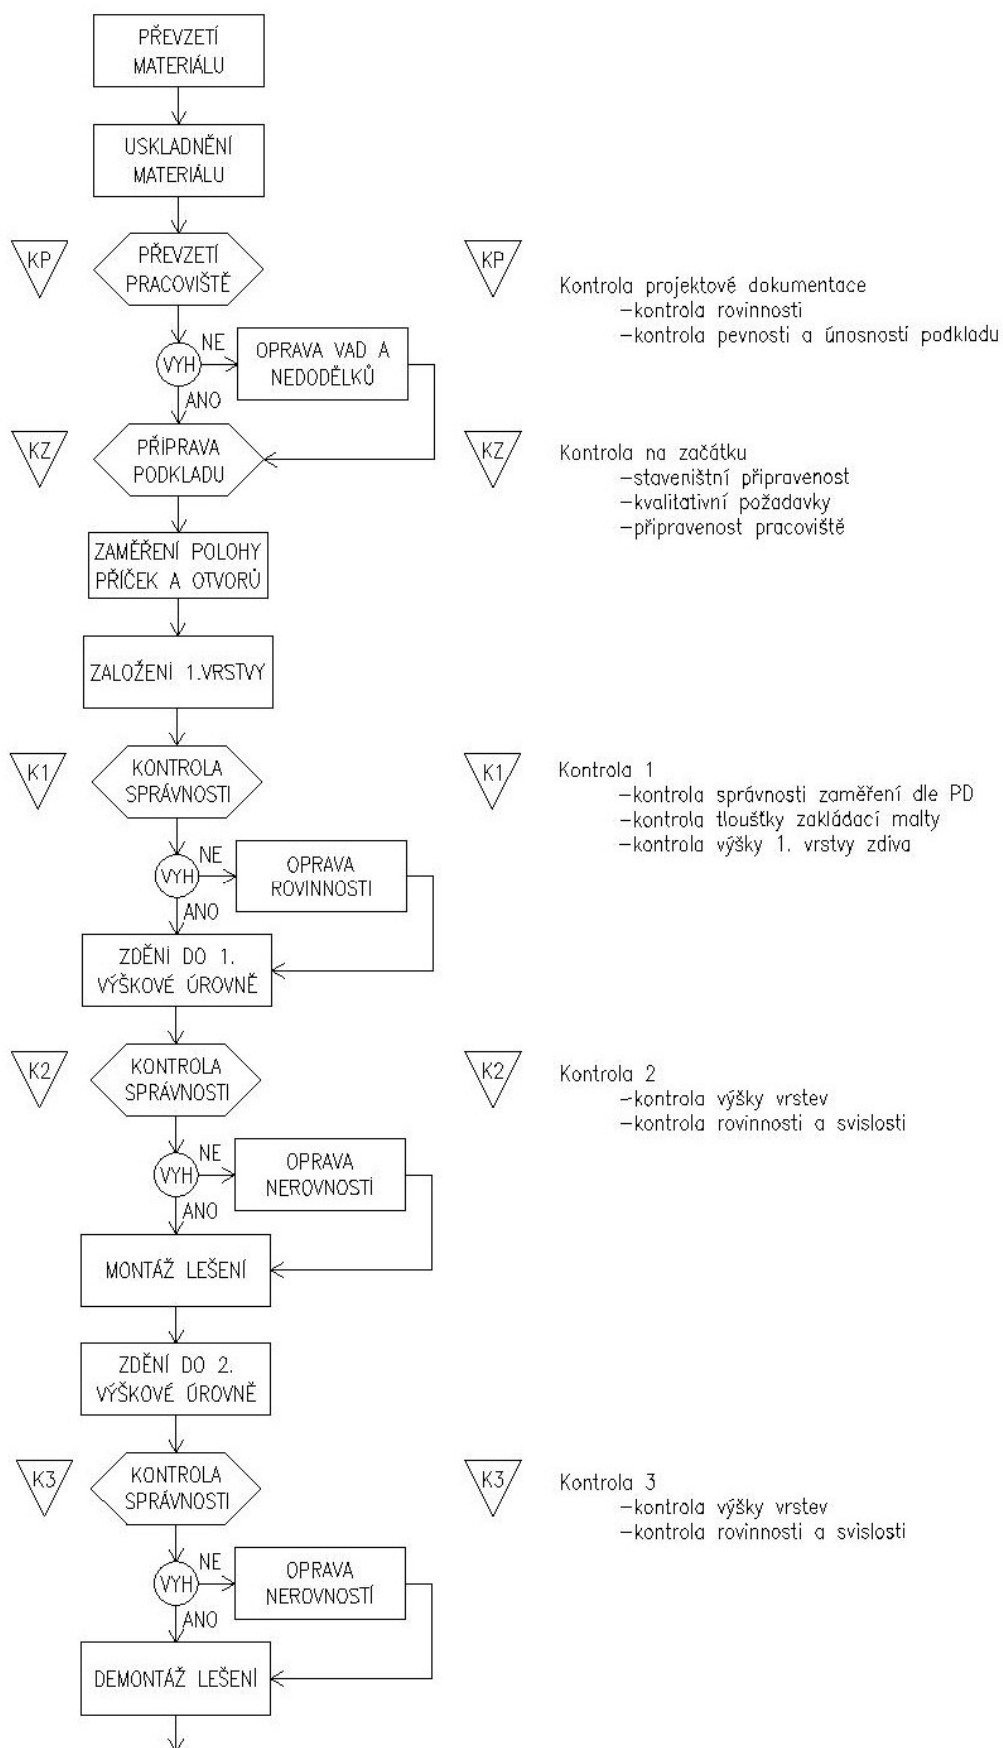 PŘEVZETÍ
MATERIÁLU
USKLADNĚNÍ
MATERIÁLU
KP
PŘEVZETÍ
PRACOVIŠTĚ
KP
Kontrola projektové dokumentace
-kontrola rovinnosti
-kontrola pevnosti a únosností podkladu
VYH
NE
OPRAVA VAD A
NEDODĚLKŮ
ANO
KZ
PŘÍPRAVA
PODKLADU
KZ
Kontrola na začátku
-staveništní připravenost
-kvalitativní požadavky
-připravenost pracoviště
ZAMĚŘENÍ POLOHY
PŘÍČEK A OTVORŮ
ZALOŽENÍ 1.VRSTVY
K1
KONTROLA
SPRÁVNOSTI
K1
Kontrola 1
-kontrola správnosti zaměření dle PD
-kontrola tloušťky zakládací malty
-kontrola výšky 1. vrstvy zdiva
VYH
NE
OPRAVA
ROVINNOSTI
ANO
ZDĚNÍ DO 1.
VÝŠKOVÉ ÚROVNĚ
K2
KONTROLA
SPRÁVNOSTI
K2
Kontrola 2
-kontrola výšky vrstev
-kontrola rovinnosti a svislosti
VYH
NE
OPRAVA
NEROVNOSTÍ
ANO
MONTÁŽ LEŠENÍ
ZDĚNÍ DO 2.
VÝŠKOVÉ ÚROVNĚ
K3
KONTROLA
SPRÁVNOSTI
K3
Kontrola 3
-kontrola výšky vrstev
-kontrola rovinnosti a svislosti
VYH
NE
OPRAVA
NEROVNOSTÍ
ANO
DEMONTÁŽ LEŠENÍ